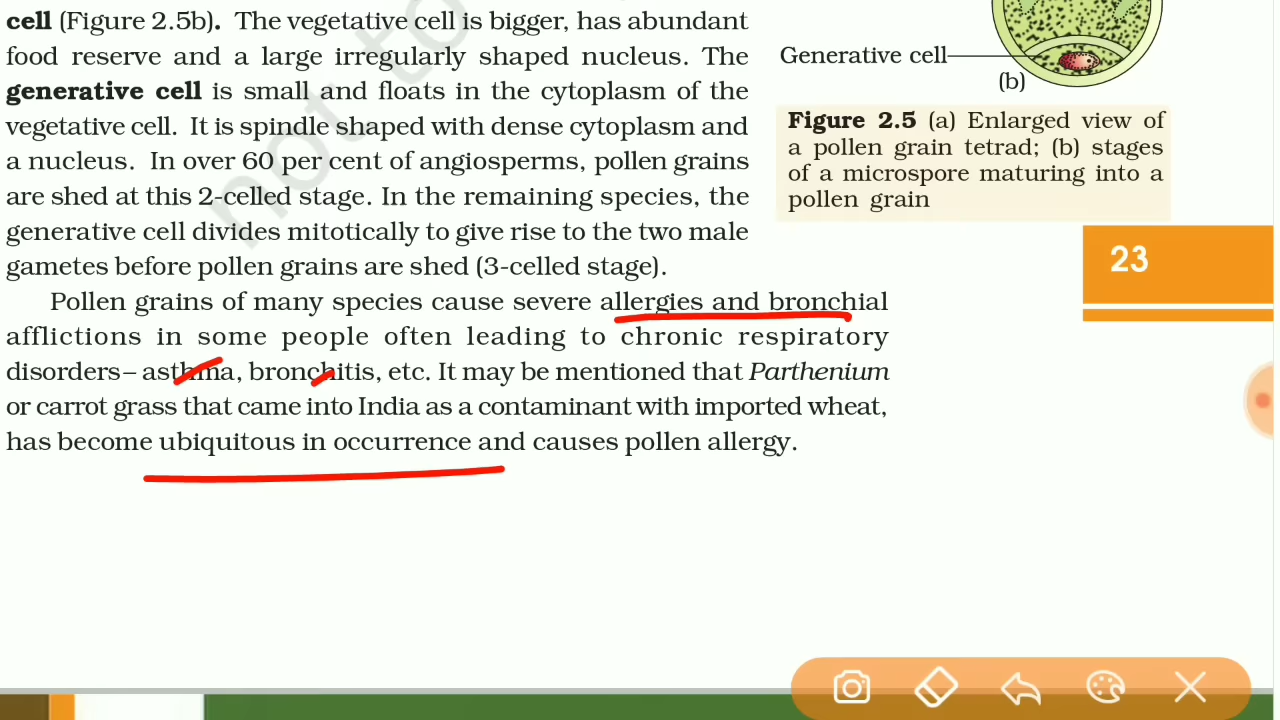 cell (Figure 2.5b). The vegetative cell is bigger, has abundant
food reserve and a large irregularly shaped nucleus. The
generative cell is small and floats in the cytoplasm of the
vegetative cell. It is spindle shaped with dense cytoplasm and
a nucleus. In over 60 per cent of angiosperms, pollen grains
are shed at this 2-celled stage. In the remaining species, the
generative cell divides mitotically to give rise to the two male
gametes before pollen grains are shed (3-celled stage).
Pollen grains of many species cause severe allergies and bronchial
afflictions in some people often leading to chronic respiratory
disorders– asthma, bronchitis, etc. It may be mentioned that Parthenium
or carrot grass that came into India as a contaminant with imported wheat,
has become ubiquitous in occurrence and causes pollen allergy.
Generative cell
(b)
Figure 2.5 (a) Enlarged view of
a pollen grain tetrad; (b) stages
of a microspore maturing into a
pollen grain
23
not to